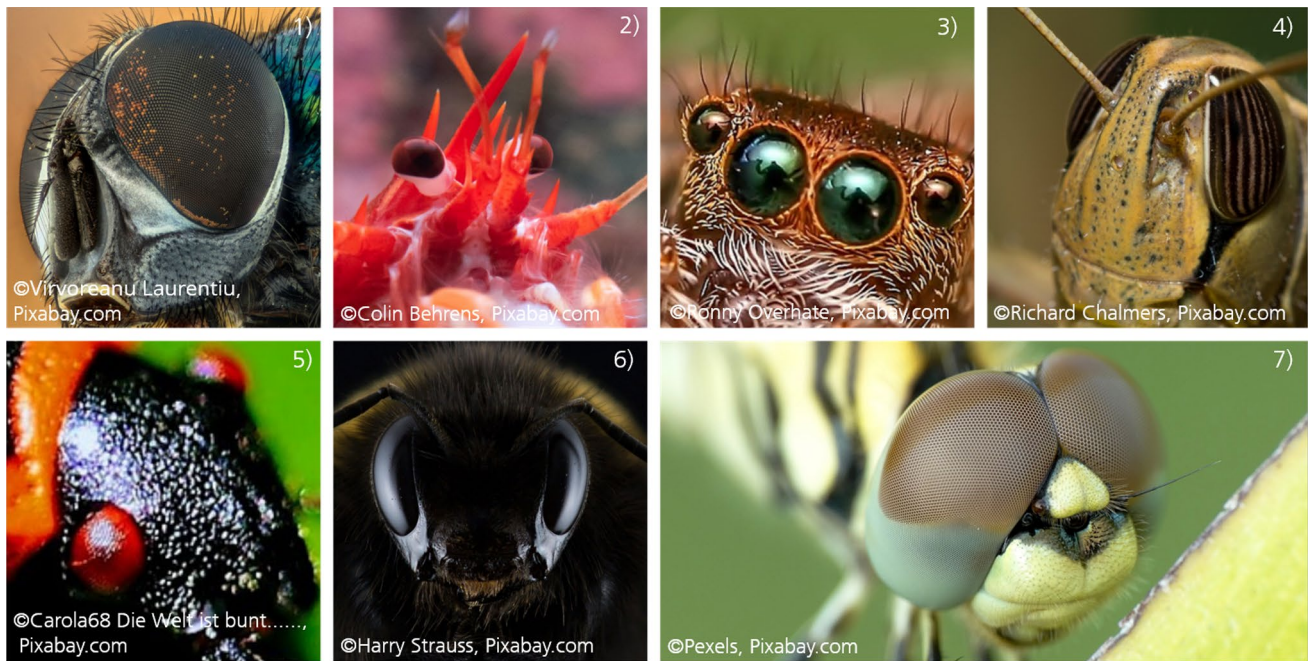 1)
©Virvoreanu Laurentiu,
Pixabay.com
2)
©Colin Behrens, Pixabay.com
3)
©Ronny Overhate, Pixabay.com
4)
©Richard Chalmers, Pixabay.com
5)
©Carola68 Die Welt ist bunt......,
Pixabay.com
6)
©Harry Strauss, Pixabay.com
7)
©Pexels, Pixabay.com